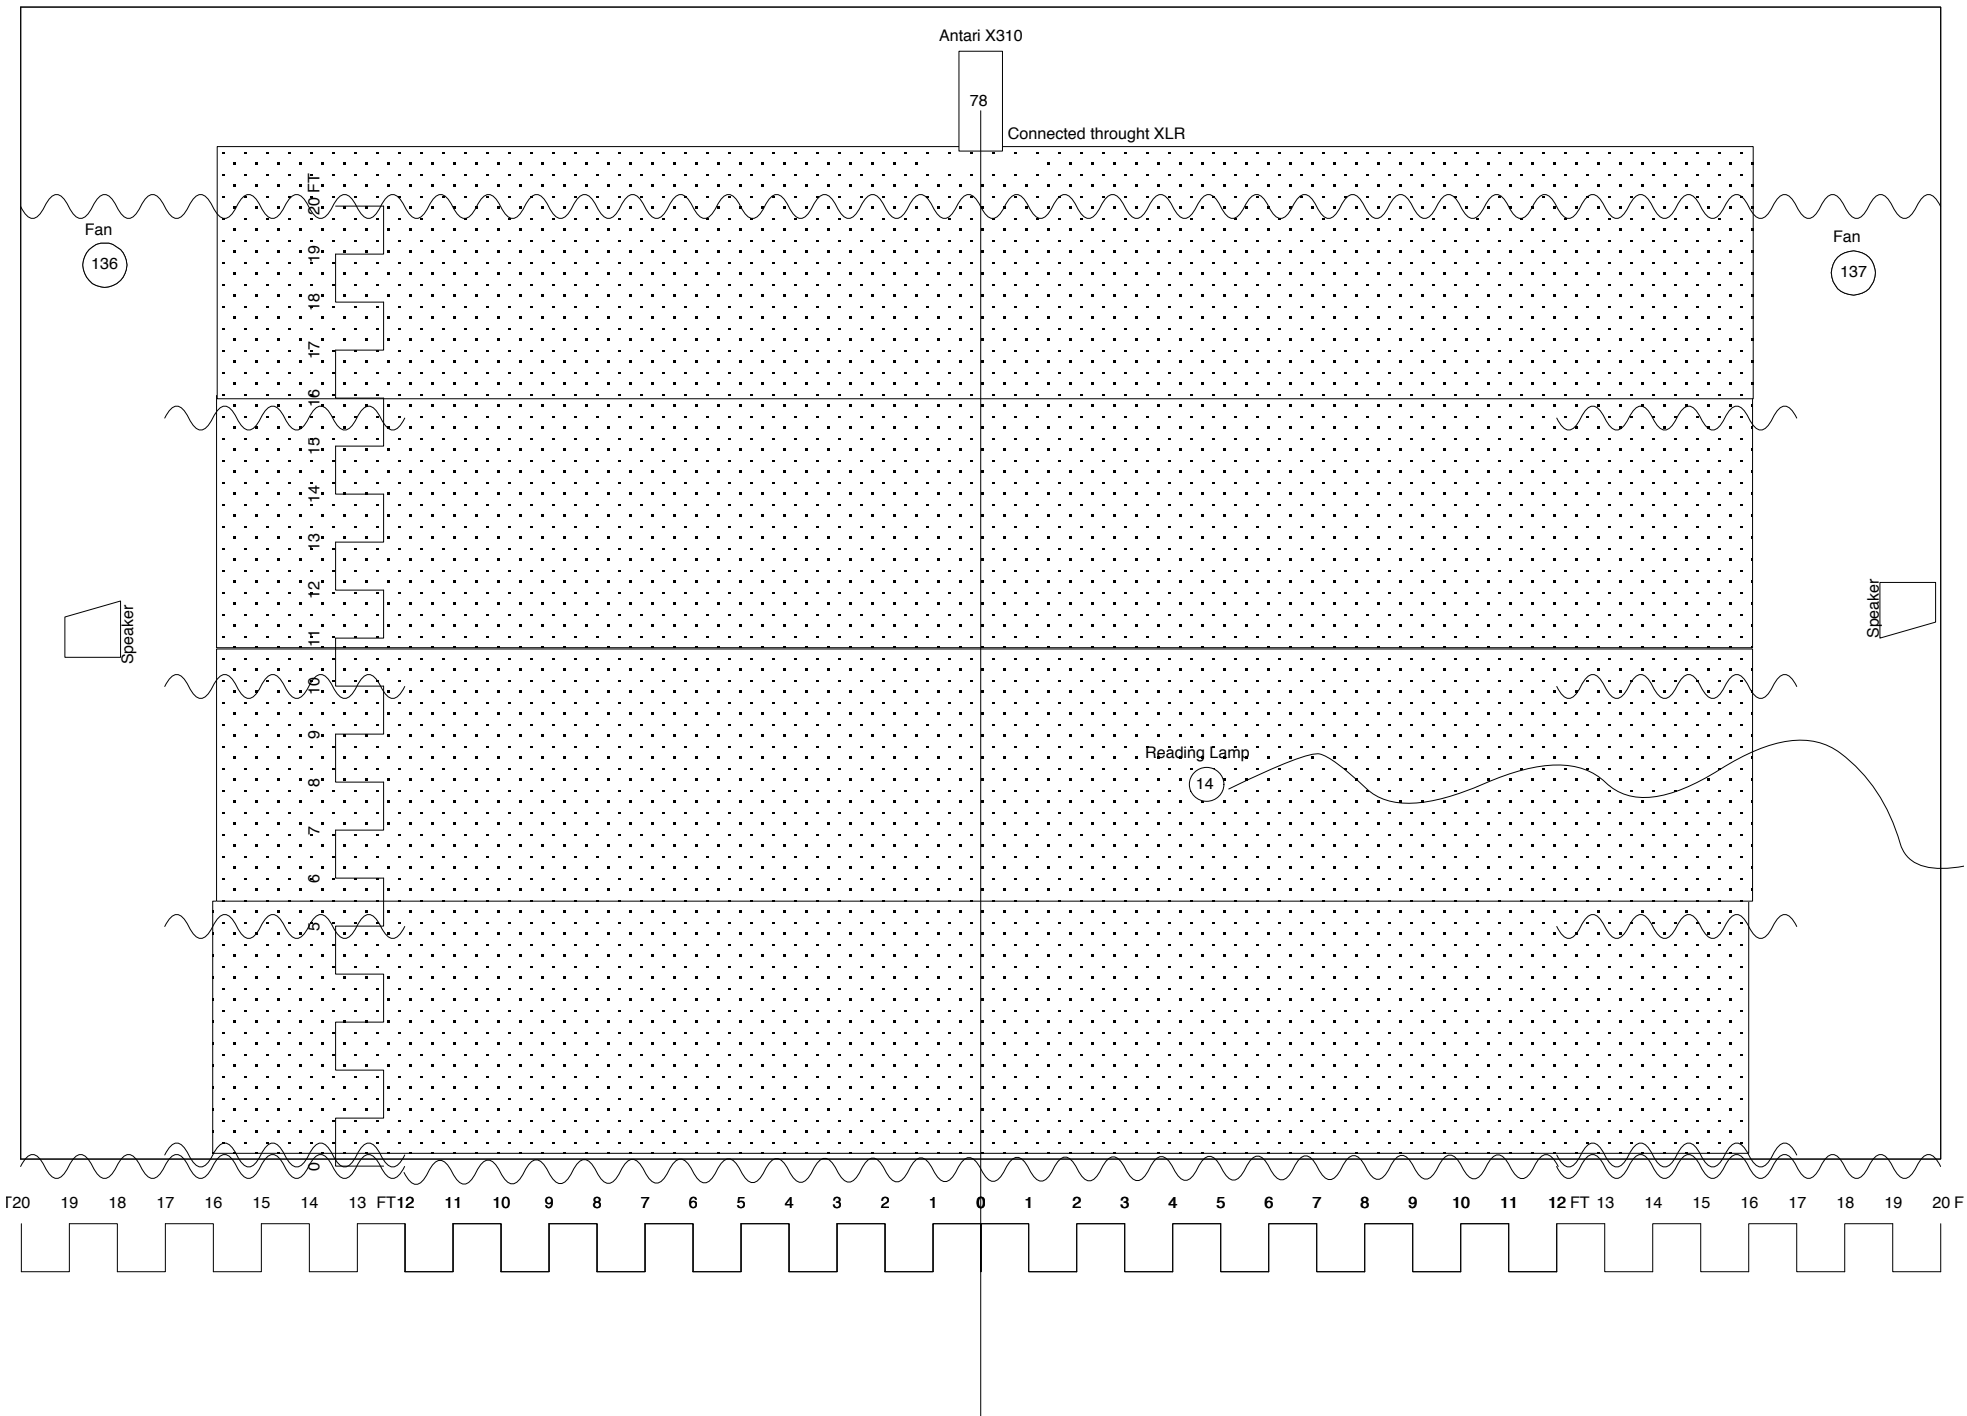 Antari X310
78
Connected throught XLR
20 FT
Fan
136
Fan
137
19
18
17
16
15
14
13
12
11
10
9
8
7
6
5
0
Speaker
Speaker
Reading Lamp
14
T20 19 18 17 16 15 14 13 FT12 11 10 9 8 7 6 5 4 3 2 1 0 1 2 3 4 5 6 7 8 9 10 11 12 FT 13 14 15 16 17 18 19 20 F